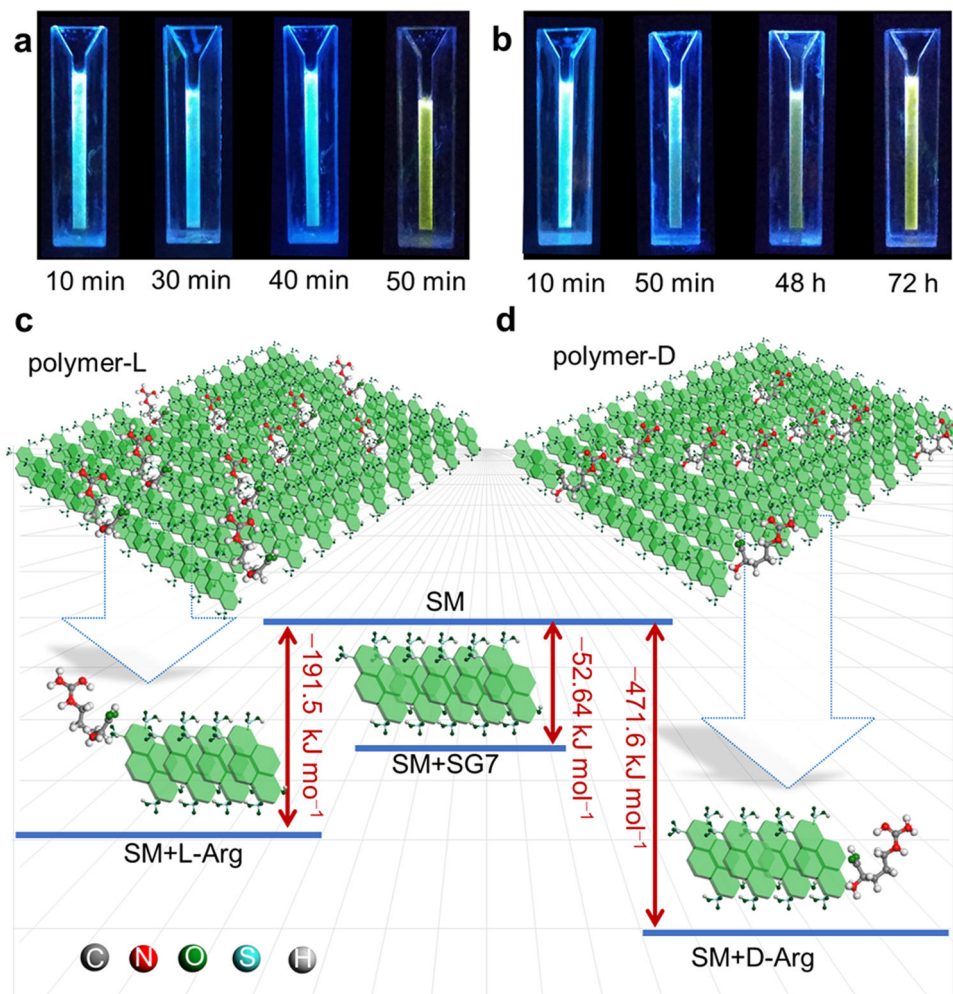 a
b
10 min 30 min 40 min 50 min
10 min 50 min 48 h 72 h
c
d
polymer-L
polymer-D
SM
−191.5 kJ mo⁻¹
−52.64 kJ mol⁻¹
−471.6 kJ mol⁻¹
SM+SG7
SM+L-Arg
SM+D-Arg
C N O S H